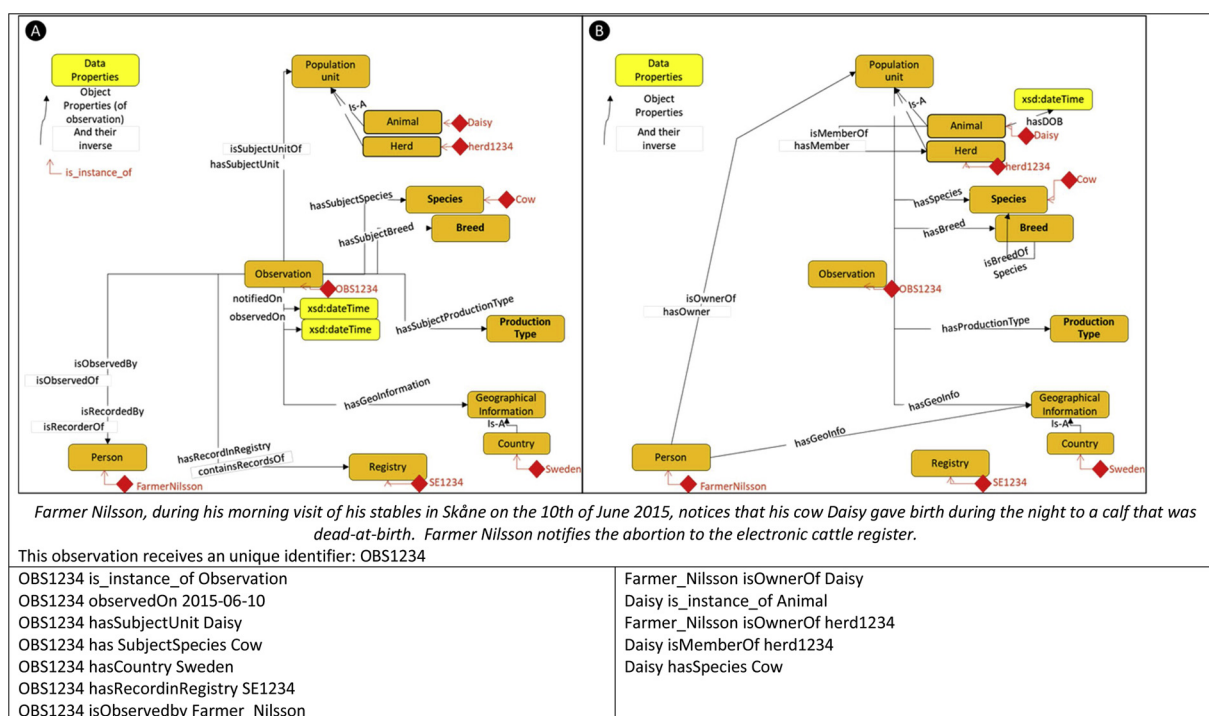 A
Data
Properties
Object
Properties (of
observation)
And their
inverse
is_instance_of
Population
unit
Is-A
Animal
Daisy
Herd
herd1234
isSubjectUnitOf
hasSubjectUnit
hasSubjectSpecies
Species
Cow
hasSubjectBreed
Breed
Observation
OBS1234
notifiedOn
xsd:dateTime
observedOn
xsd:dateTime
hasSubjectProductionType
Production
Type
isObservedBy
isObservedOf
hasGeoInformation
Geographical
Information
isRecordedBy
isRecorderOf
Is-A
Country
Sweden
hasRecordInRegistry
containsRecordsOf
Person
FarmerNilsson
Registry
SE1234
B
Data
Properties
Object
Properties
And their
inverse
Population
unit
Is-A
xsd:dateTime
hasDOB
isMemberOf
hasMember
Animal
Daisy
Herd
herd1234
Cow
hasSpecies
Species
hasBreed
Breed
isBreedOf
Species
Observation
OBS1234
isOwnerOf
hasOwner
hasProductionType
Production
Type
hasGeoInfo
Geographical
Information
hasGeoInfo
Is-A
Country
Sweden
Person
FarmerNilsson
Registry
SE1234
Farmer Nilsson, during his morning visit of his stables in Skåne on the 10th of June 2015, notices that his cow Daisy gave birth during the night to a calf that was
dead-at-birth. Farmer Nilsson notifies the abortion to the electronic cattle register.
This observation receives an unique identifier: OBS1234
OBS1234 is_instance_of Observation
OBS1234 observedOn 2015-06-10
OBS1234 hasSubjectUnit Daisy
OBS1234 has SubjectSpecies Cow
OBS1234 hasCountry Sweden
OBS1234 hasRecordinRegistry SE1234
OBS1234 isObservedby Farmer_Nilsson
Farmer_Nilsson isOwnerOf Daisy
Daisy is_instance_of Animal
Farmer_Nilsson isOwnerOf herd1234
Daisy isMemberOf herd1234
Daisy hasSpecies Cow